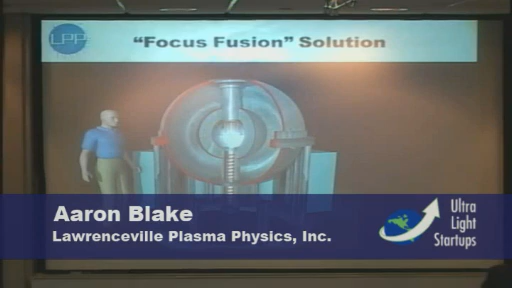 LPP
“Focus Fusion” Solution
Aaron Blake
Lawrenceville Plasma Physics, Inc.
Ultra
Light
Startups